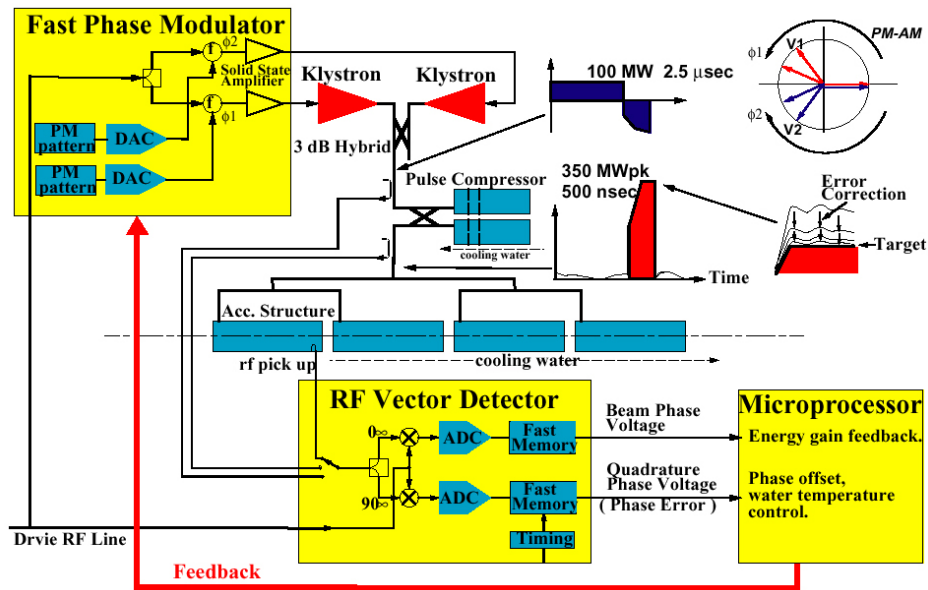 Fast Phase Modulator
ϕ2
f
Solid State
Amplifier
f
ϕ1
PM
pattern
DAC
PM
pattern
DAC
Klystron
Klystron
3 dB Hybrid
100 MW 2.5 μsec
PM-AM
ϕ1
V1
ϕ2
V2
Pulse Compressor
cooling water
350 MWpk
500 nsec
Time
Error
Correction
Target
Acc. Structure
rf pick up
cooling water
RF Vector Detector
0∞
ADC
Fast
Memory
90∞
ADC
Fast
Memory
Timing
Beam Phase
Voltage
Quadrature
Phase Voltage
( Phase Error )
Microprocessor
Energy gain feedback.
Phase offset,
water temperature
control.
Drvie RF Line
Feedback